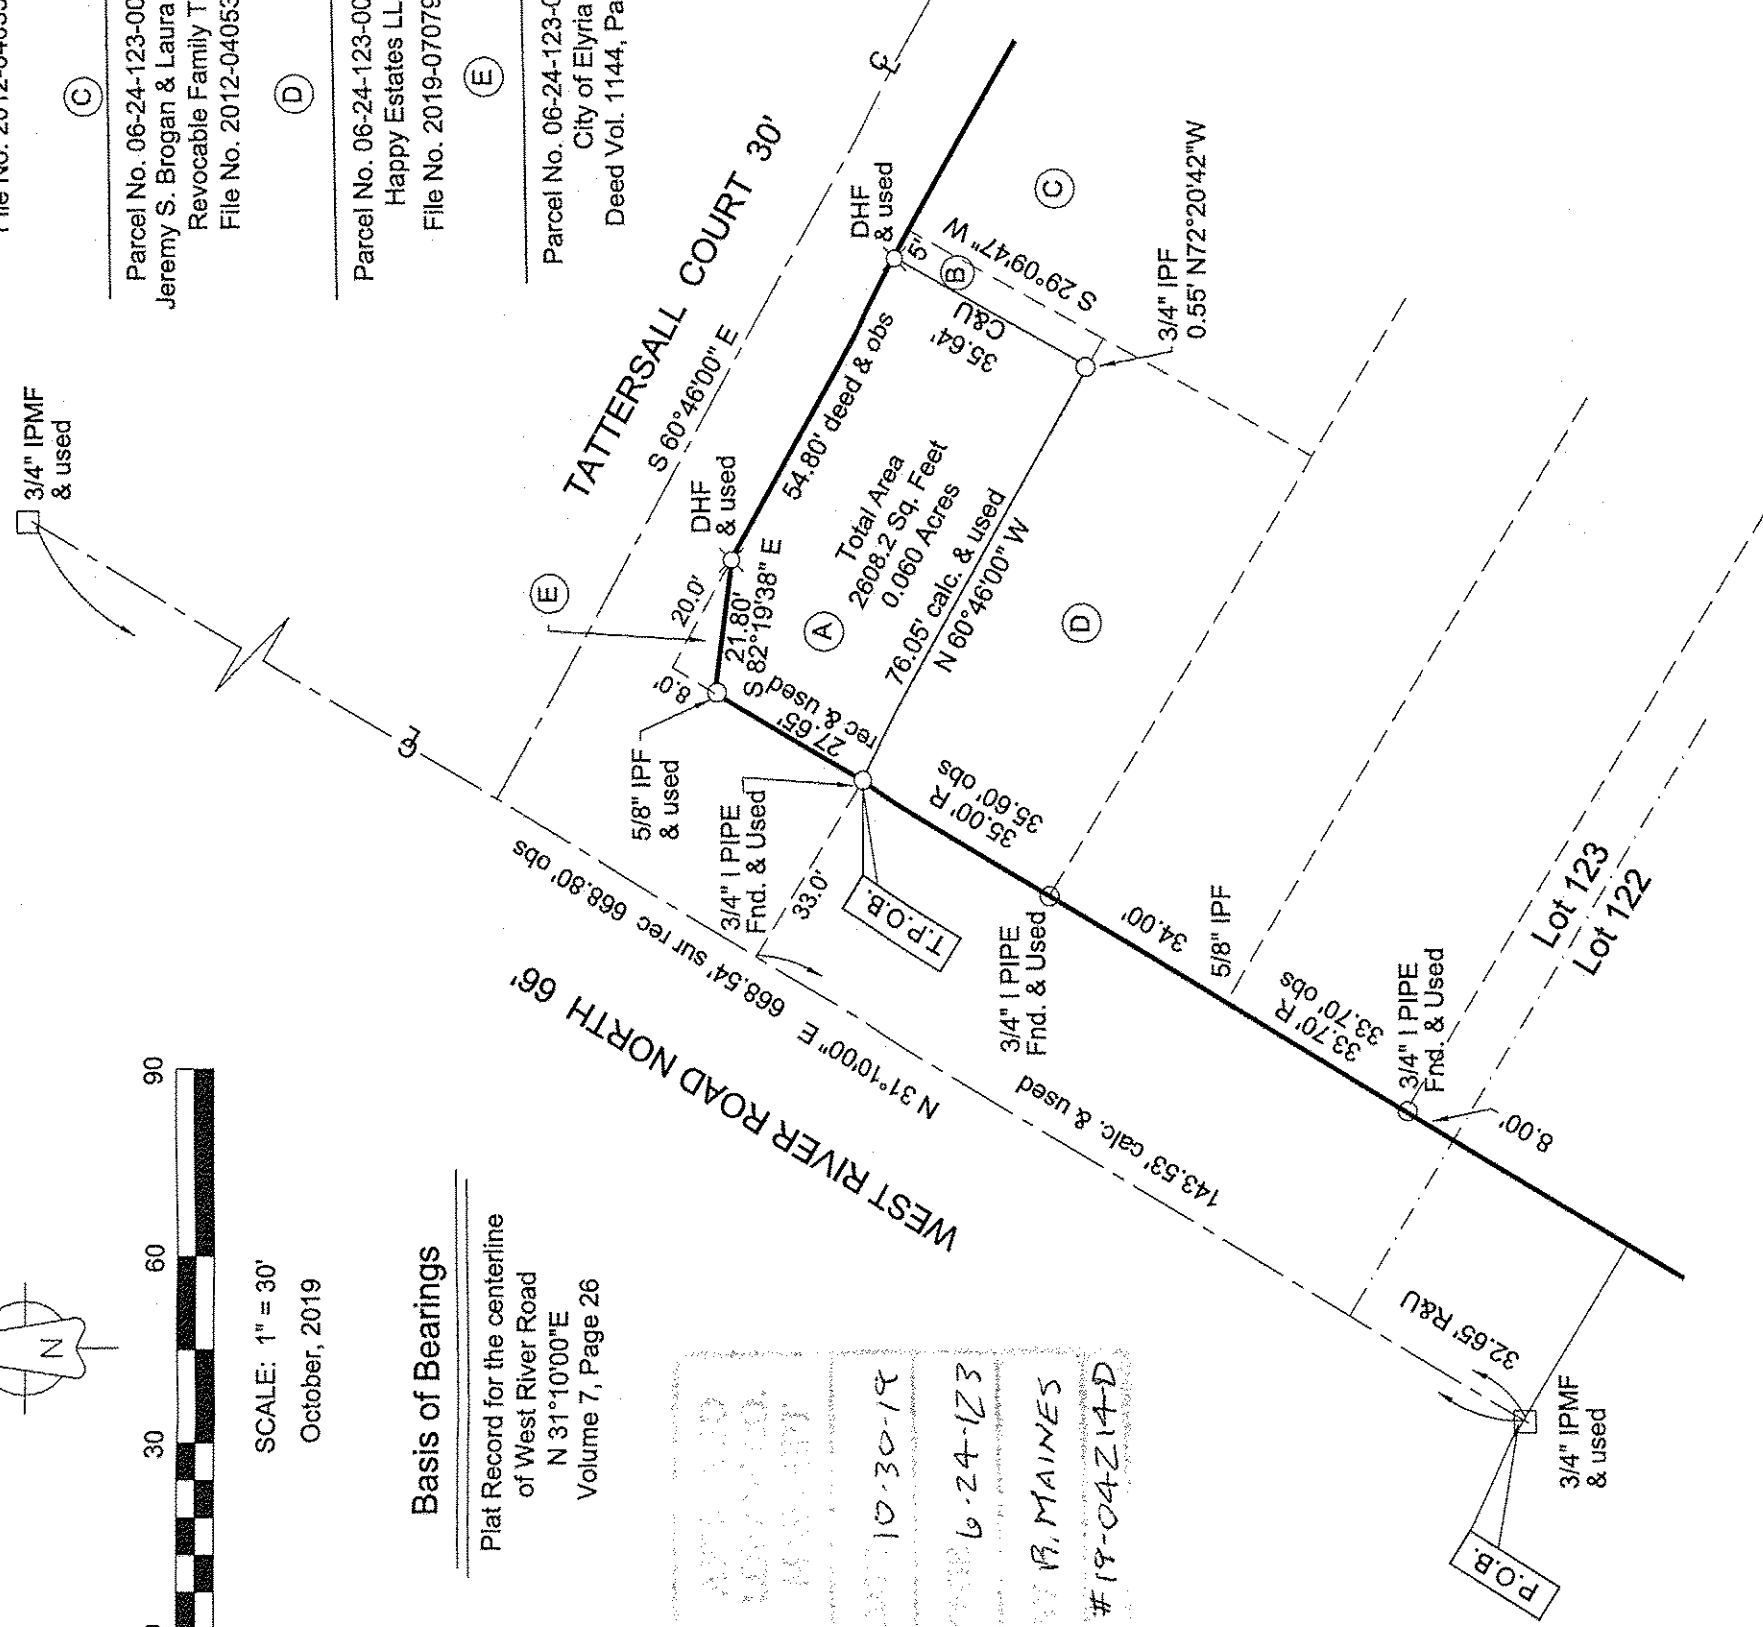 C
Parcel No. 06-24-123-00
Jeremy S. Brogan & Laura
Revocable Family T
File No. 2012-04053
D
Parcel No. 06-24-123-00
Happy Estates LL
File No. 2019-07079
E
Parcel No. 06-24-123-0
City of Elyria
Deed Vol. 1144, Pa
3/4" IPMF
& used
TATTERSALL COURT 30'
S 60°46'00" E
DHF
& used
5'
B
S 29°09'47" W
C
C&U
35.64'
3/4" IPF
0.55' N72°20'42"W
DHF
& used
54.80' deed & obs
E
20.0'
8.0'
21.80'
S 82°19'38" E
A
Total Area
2608.2 Sq. Feet
0.060 Acres
76.05' calc. & used
N 60°46'00" W
27.65'
rec & used
D
5/8" IPF
& used
3/4" I PIPE
Fnd. & Used
33.0'
T.P.O.B.
35.00' R
35.60' obs
3/4" I PIPE
Fnd. & Used
34.00'
5/8" IPF
33.70' R
33.70' obs
3/4" I PIPE
Fnd. & Used
8.00'
Lot 123
Lot 122
WEST RIVER ROAD NORTH 66'
N 31°10'00" E 668.54' sur rec 668.80' obs
143.53' calc. & used
32.65' R&U
3/4" IPMF
& used
P.O.B.
N
30
60
90
SCALE: 1" = 30'
October, 2019
Basis of Bearings
Plat Record for the centerline
of West River Road
N 31°10'00"E
Volume 7, Page 26
10-30-19
6-24-123
R. MAINES
#19-04214-D